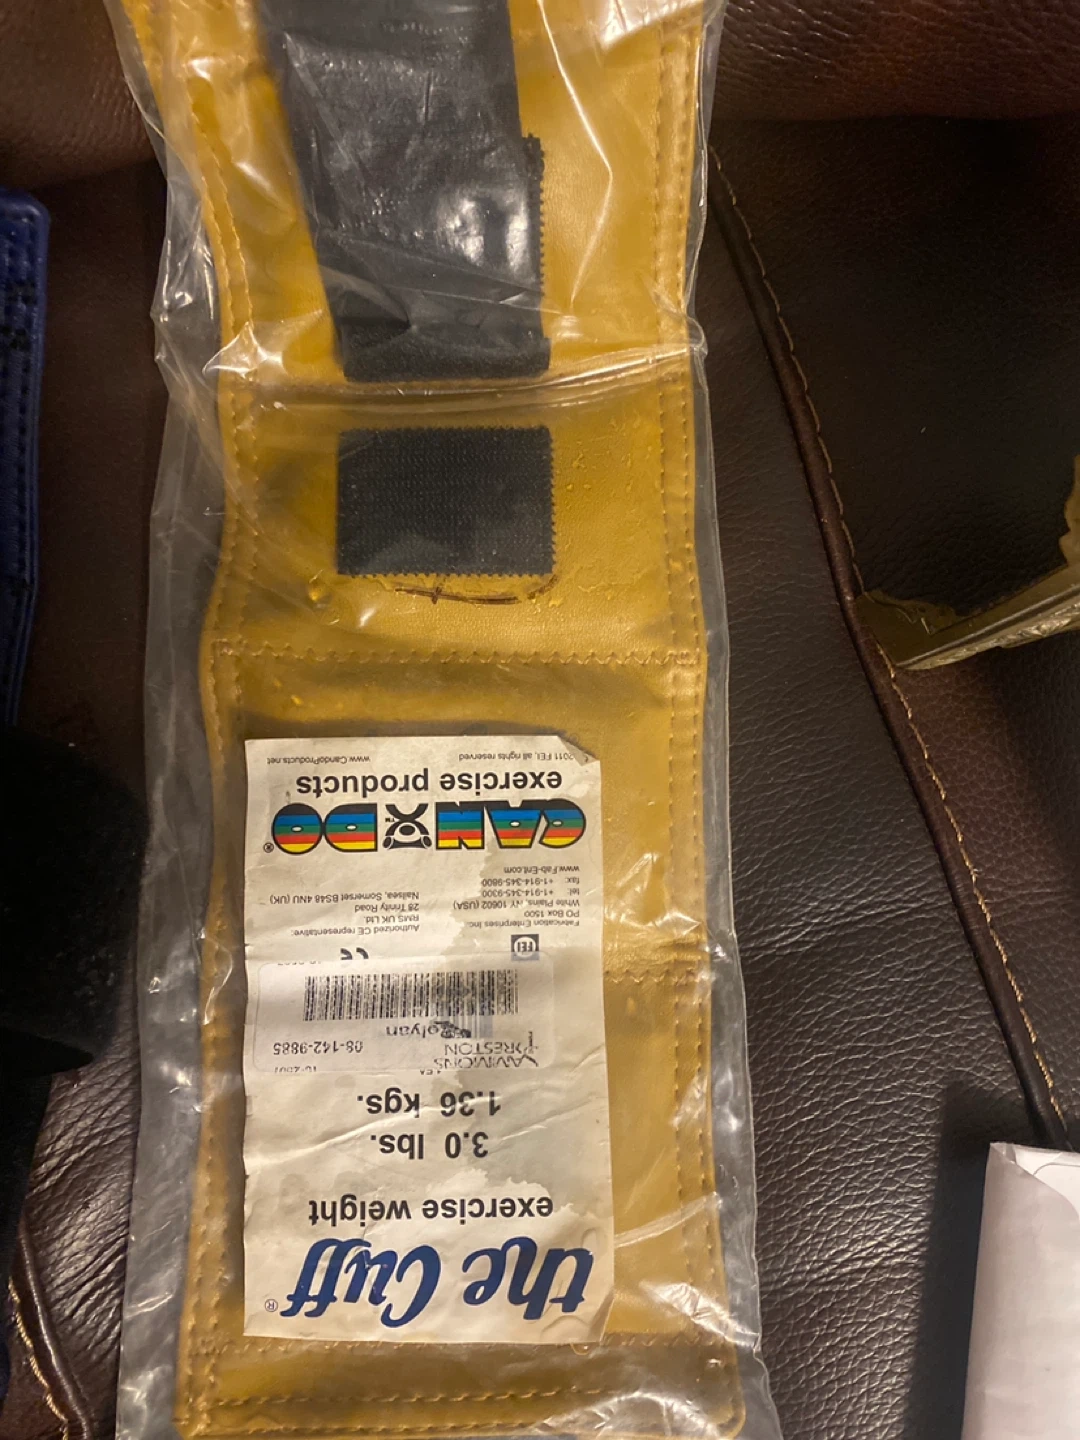 the Cuff®
exercise weight
3.0 lbs.
1.36 kgs.
SAMMONS
PRESTON
Rolyan
08-142-9885
FEI
Fabrication Enterprises Inc.
PO Box 1500
White Plains, NY, 10602 (USA)
tel: +1-914-345-9300
fax: +1-914-345-9800
www.Fab-Ent.com
CE
Authorized CE representative:
RMS UK Ltd.
28 Trinity Road
Nailsea, Somerset BS48 4NU (UK)
CANDO®
exercise products
2011 FEI, all rights reserved
www.CandoProducts.net